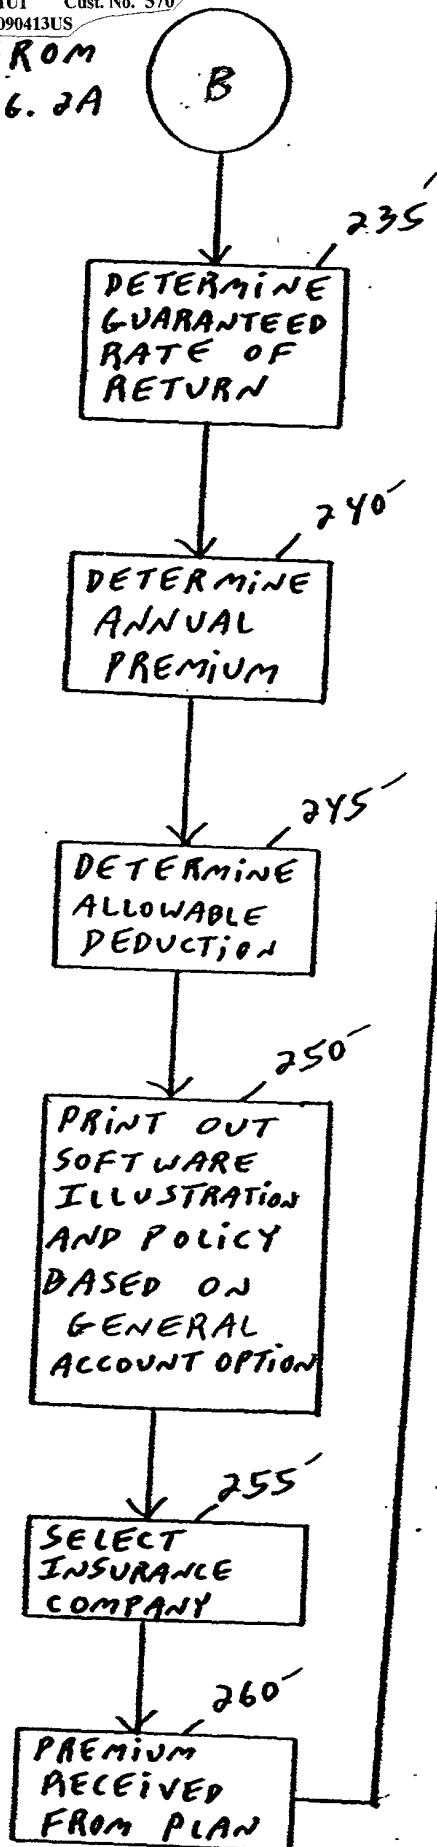 Cust. No. 570
090413US
ROM
B
G. 2A
235
DETERMINE
GUARANTEED
RATE OF
RETURN
240
DETERMINE
ANNUAL
PREMIUM
245
DETERMINE
ALLOWABLE
DEDUCTION
250
PRINT OUT
SOFTWARE
ILLUSTRATION
AND POLICY
BASED ON
GENERAL
ACCOUNT OPTION
255
SELECT
INSURANCE
COMPANY
260
PREMIUM
RECEIVED
FROM PLAN